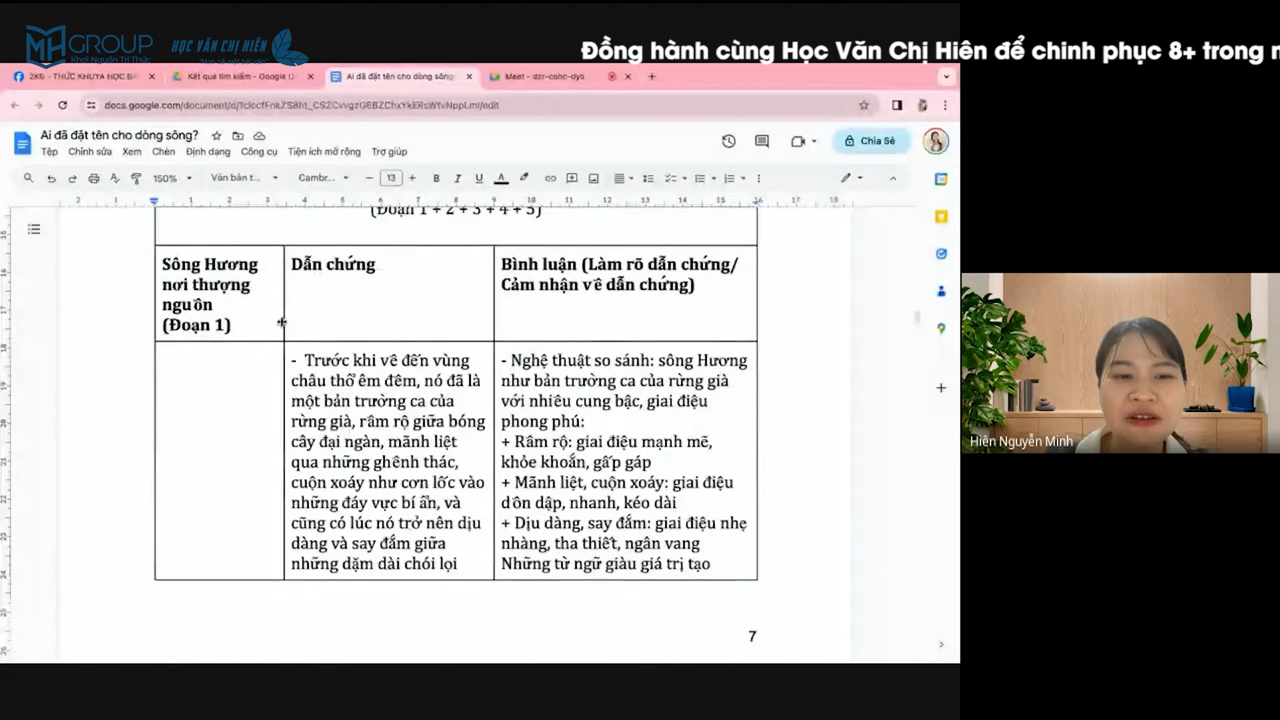 MH GROUP
Khơi Nguồn Tri Thức
HỌC VĂN CHỊ HIÊN
Đồng hành cùng Học Văn Chị Hiên để chinh phục 8+ trong
2K6 - THỨC KHUYA HỌC B
Kết quả tìm kiếm - Google
Ai đã đặt tên cho dòng sông?
Meet - dzr-cohc-dyo
Ai đã đặt tên cho dòng sông?
Tệp Chỉnh sửa Xem Chèn Định dạng Công cụ Tiện ích mở rộng Trợ giúp
Chia Sẻ
150% Văn bản t... Cambr... 13
(Đoạn 1 + 2 + 3 + 4 + 5)
Sông Hương
nơi thượng
nguồn
(Đoạn 1)
Dẫn chứng
Bình luận (Làm rõ dẫn chứng/
Cảm nhận về dẫn chứng)
- Trước khi về đến vùng
châu thổ êm đềm, nó đã là
một bản trường ca của
rừng già, rầm rộ giữa bóng
cây đại ngàn, mãnh liệt
qua những ghềnh thác,
cuộn xoáy như cơn lốc vào
những đáy vực bí ẩn, và
cũng có lúc nó trở nên dịu
dàng và say đắm giữa
những dặm dài chói lọi
- Nghệ thuật so sánh: sông Hương
như bản trường ca của rừng già
với nhiều cung bậc, giai điệu
phong phú:
+ Rầm rộ: giai điệu mạnh mẽ,
khỏe khoắn, gấp gáp
+ Mãnh liệt, cuộn xoáy: giai điệu
dồn dập, nhanh, kéo dài
+ Dịu dàng, say đắm: giai điệu nhẹ
nhàng, tha thiết, ngân vang
Những từ ngữ giàu giá trị tạo
7
Hiên Nguyễn Minh